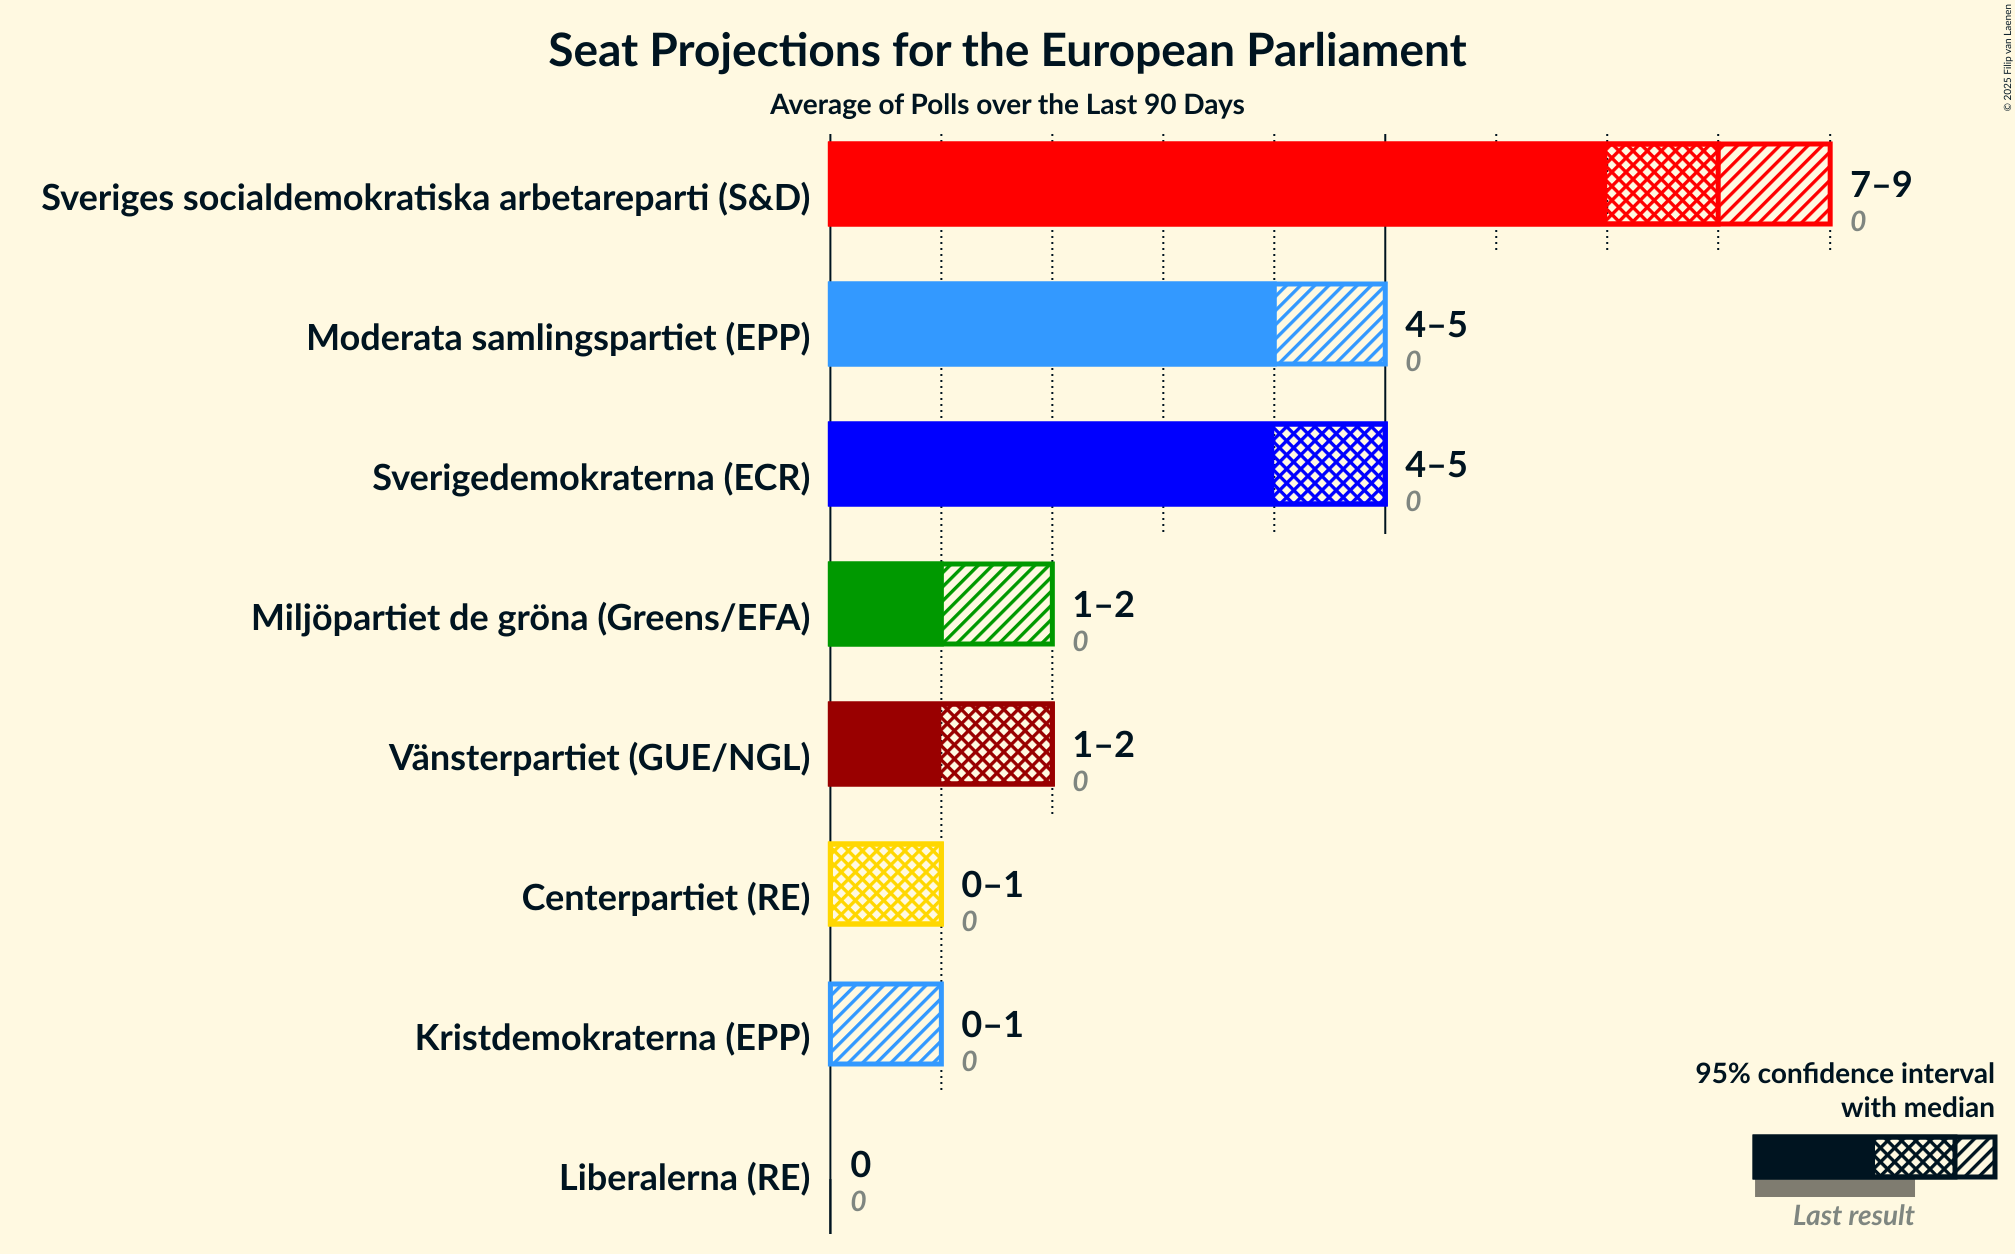 Seat Projections for the European Parliament
Average of Polls over the Last 90 Days
© 2025 Filip van Laenen
Sveriges socialdemokratiska arbetareparti (S&D)
7–9
0
Moderata samlingspartiet (EPP)
4–5
0
Sverigedemokraterna (ECR)
4–5
0
Miljöpartiet de gröna (Greens/EFA)
1–2
0
Vänsterpartiet (GUE/NGL)
1–2
0
Centerpartiet (RE)
0–1
0
Kristdemokraterna (EPP)
0–1
0
Liberalerna (RE)
0
0
95% confidence interval
with median
Last result